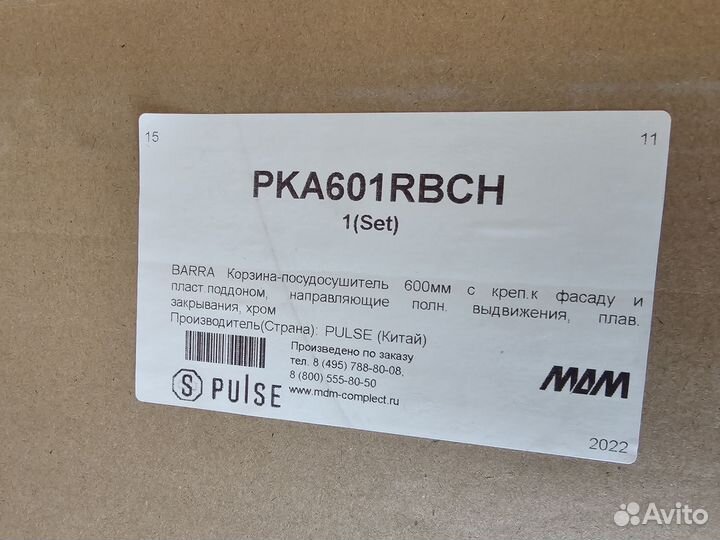 15
11
PKA601RBCH
1(Set)
BARRA Корзина-посудосушитель 600мм с креп.к фасаду и
пласт.поддоном, направляющие полн. выдвижения, плав.
закрывания, хром
Производитель(Страна): PULSE (Китай)
Произведено по заказу
тел. 8 (495) 788-80-08,
8 (800) 555-80-50
www.mdm-complect.ru
S PULSE
МДМ
2022
Avito